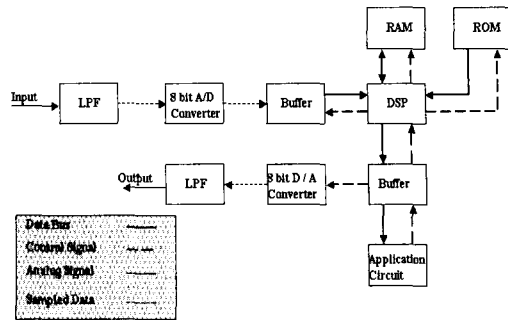 RAM
ROM
Input
LPF
8 bit A/D
Converter
Buffer
DSP
Output
LPF
8 bit D / A
Converter
Buffer
Application
Circuit
Data Bus
Control Signal
Analog Signal
Sampled Data